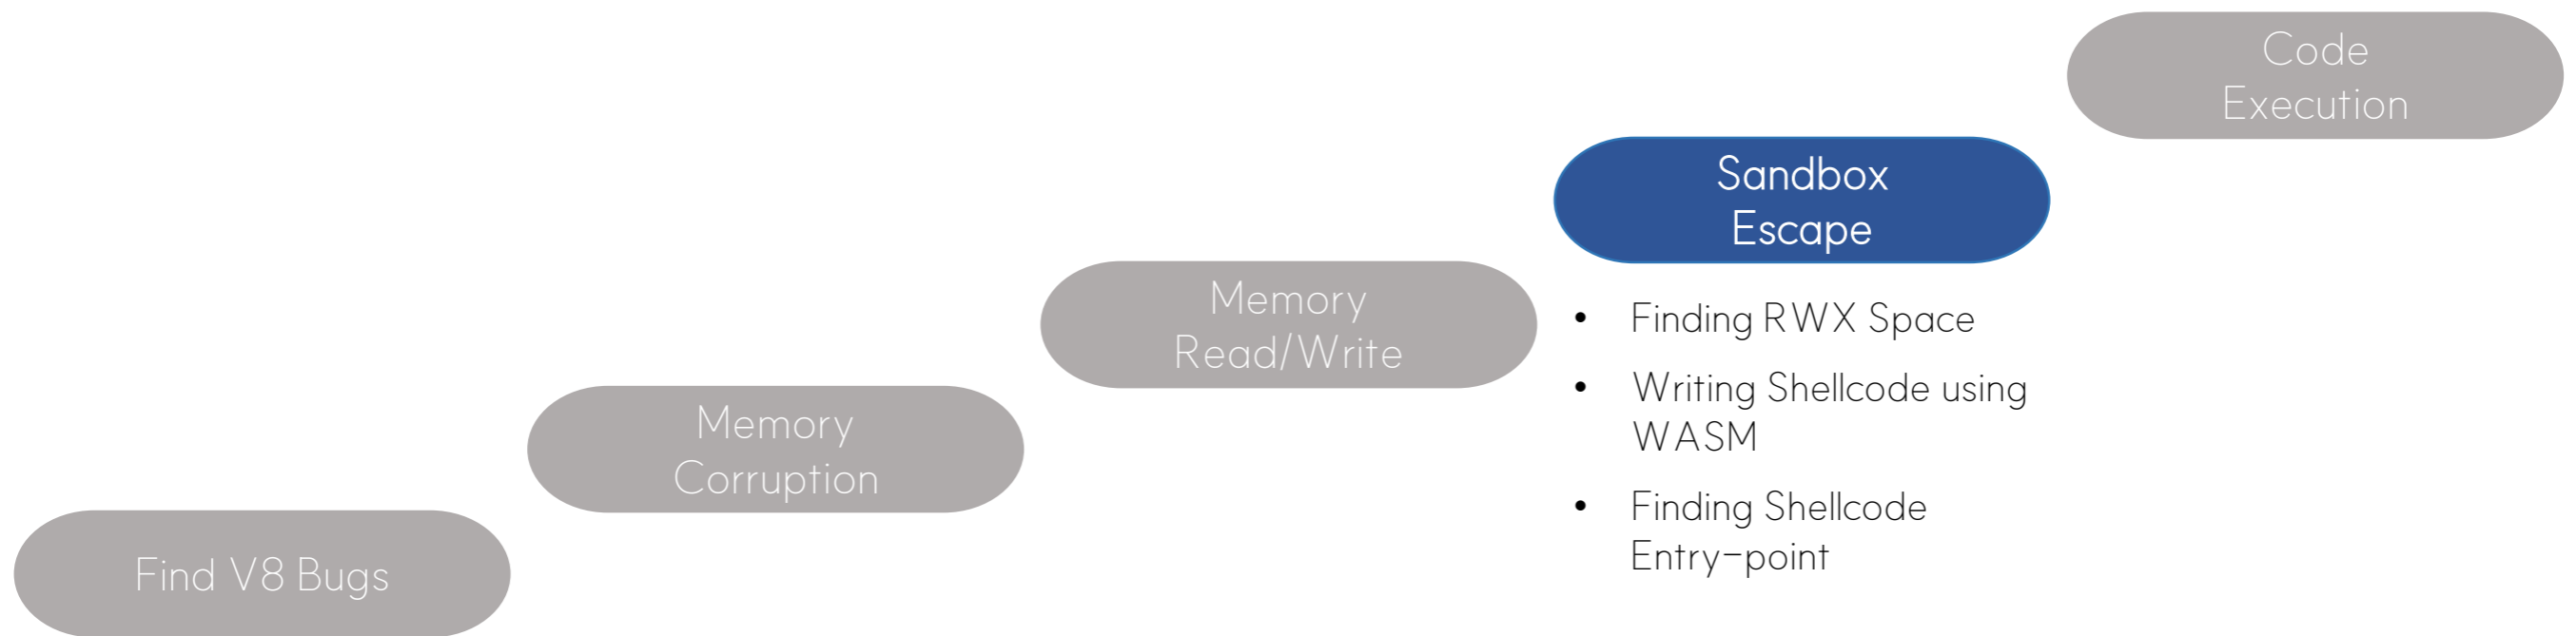 Find V8 Bugs
Memory
Corruption
Memory
Read/Write
Sandbox
Escape
• Finding RWX Space
• Writing Shellcode using
WASM
• Finding Shellcode
Entry-point
Code
Execution